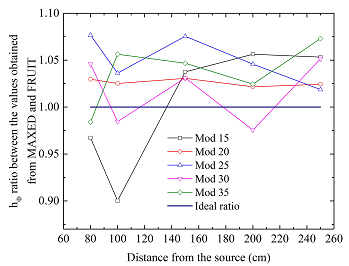 1.10
1.05
1.00
0.95
0.90
h_Φ ratio between the values obtained
from MAXED and FRUIT
Mod 15
Mod 20
Mod 25
Mod 30
Mod 35
Ideal ratio
60 80 100 120 140 160 180 200 220 240 260
Distance from the source (cm)